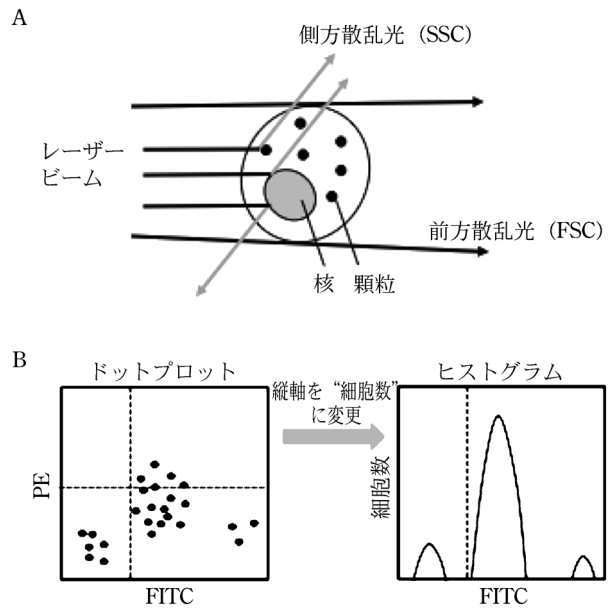 A
側方散乱光（SSC）
レーザー
ビーム
前方散乱光（FSC）
核
顆粒
B
ドットプロット
縦軸を“細胞数”
に変更
ヒストグラム
PE
細胞数
FITC
FITC